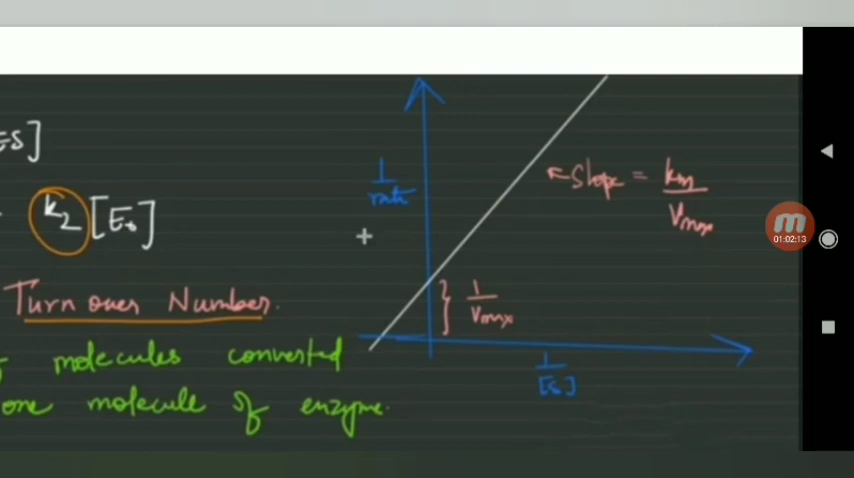 ES]
k2 [E0]
Turn over Number.
molecules converted
one molecule of enzyme.
1
rate
Slope = km
Vmax
1
Vmax
1
[S]
01:02:13